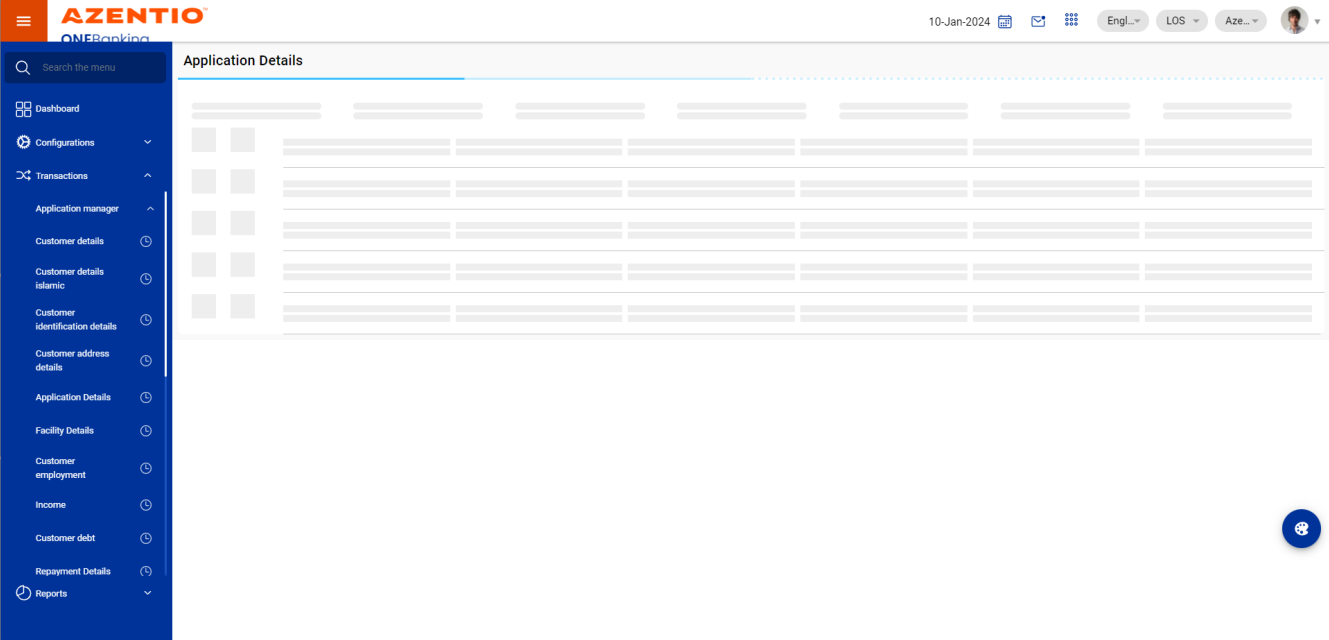 AZENTIO™
ONEBanking
10-Jan-2024
Engl...
LOS
Aze...
Search the menu
Application Details
Dashboard
Configurations
Transactions
Application manager
Customer details
Customer details
islamic
Customer
identification details
Customer address
details
Application Details
Facility Details
Customer
employment
Income
Customer debt
Repayment Details
Reports